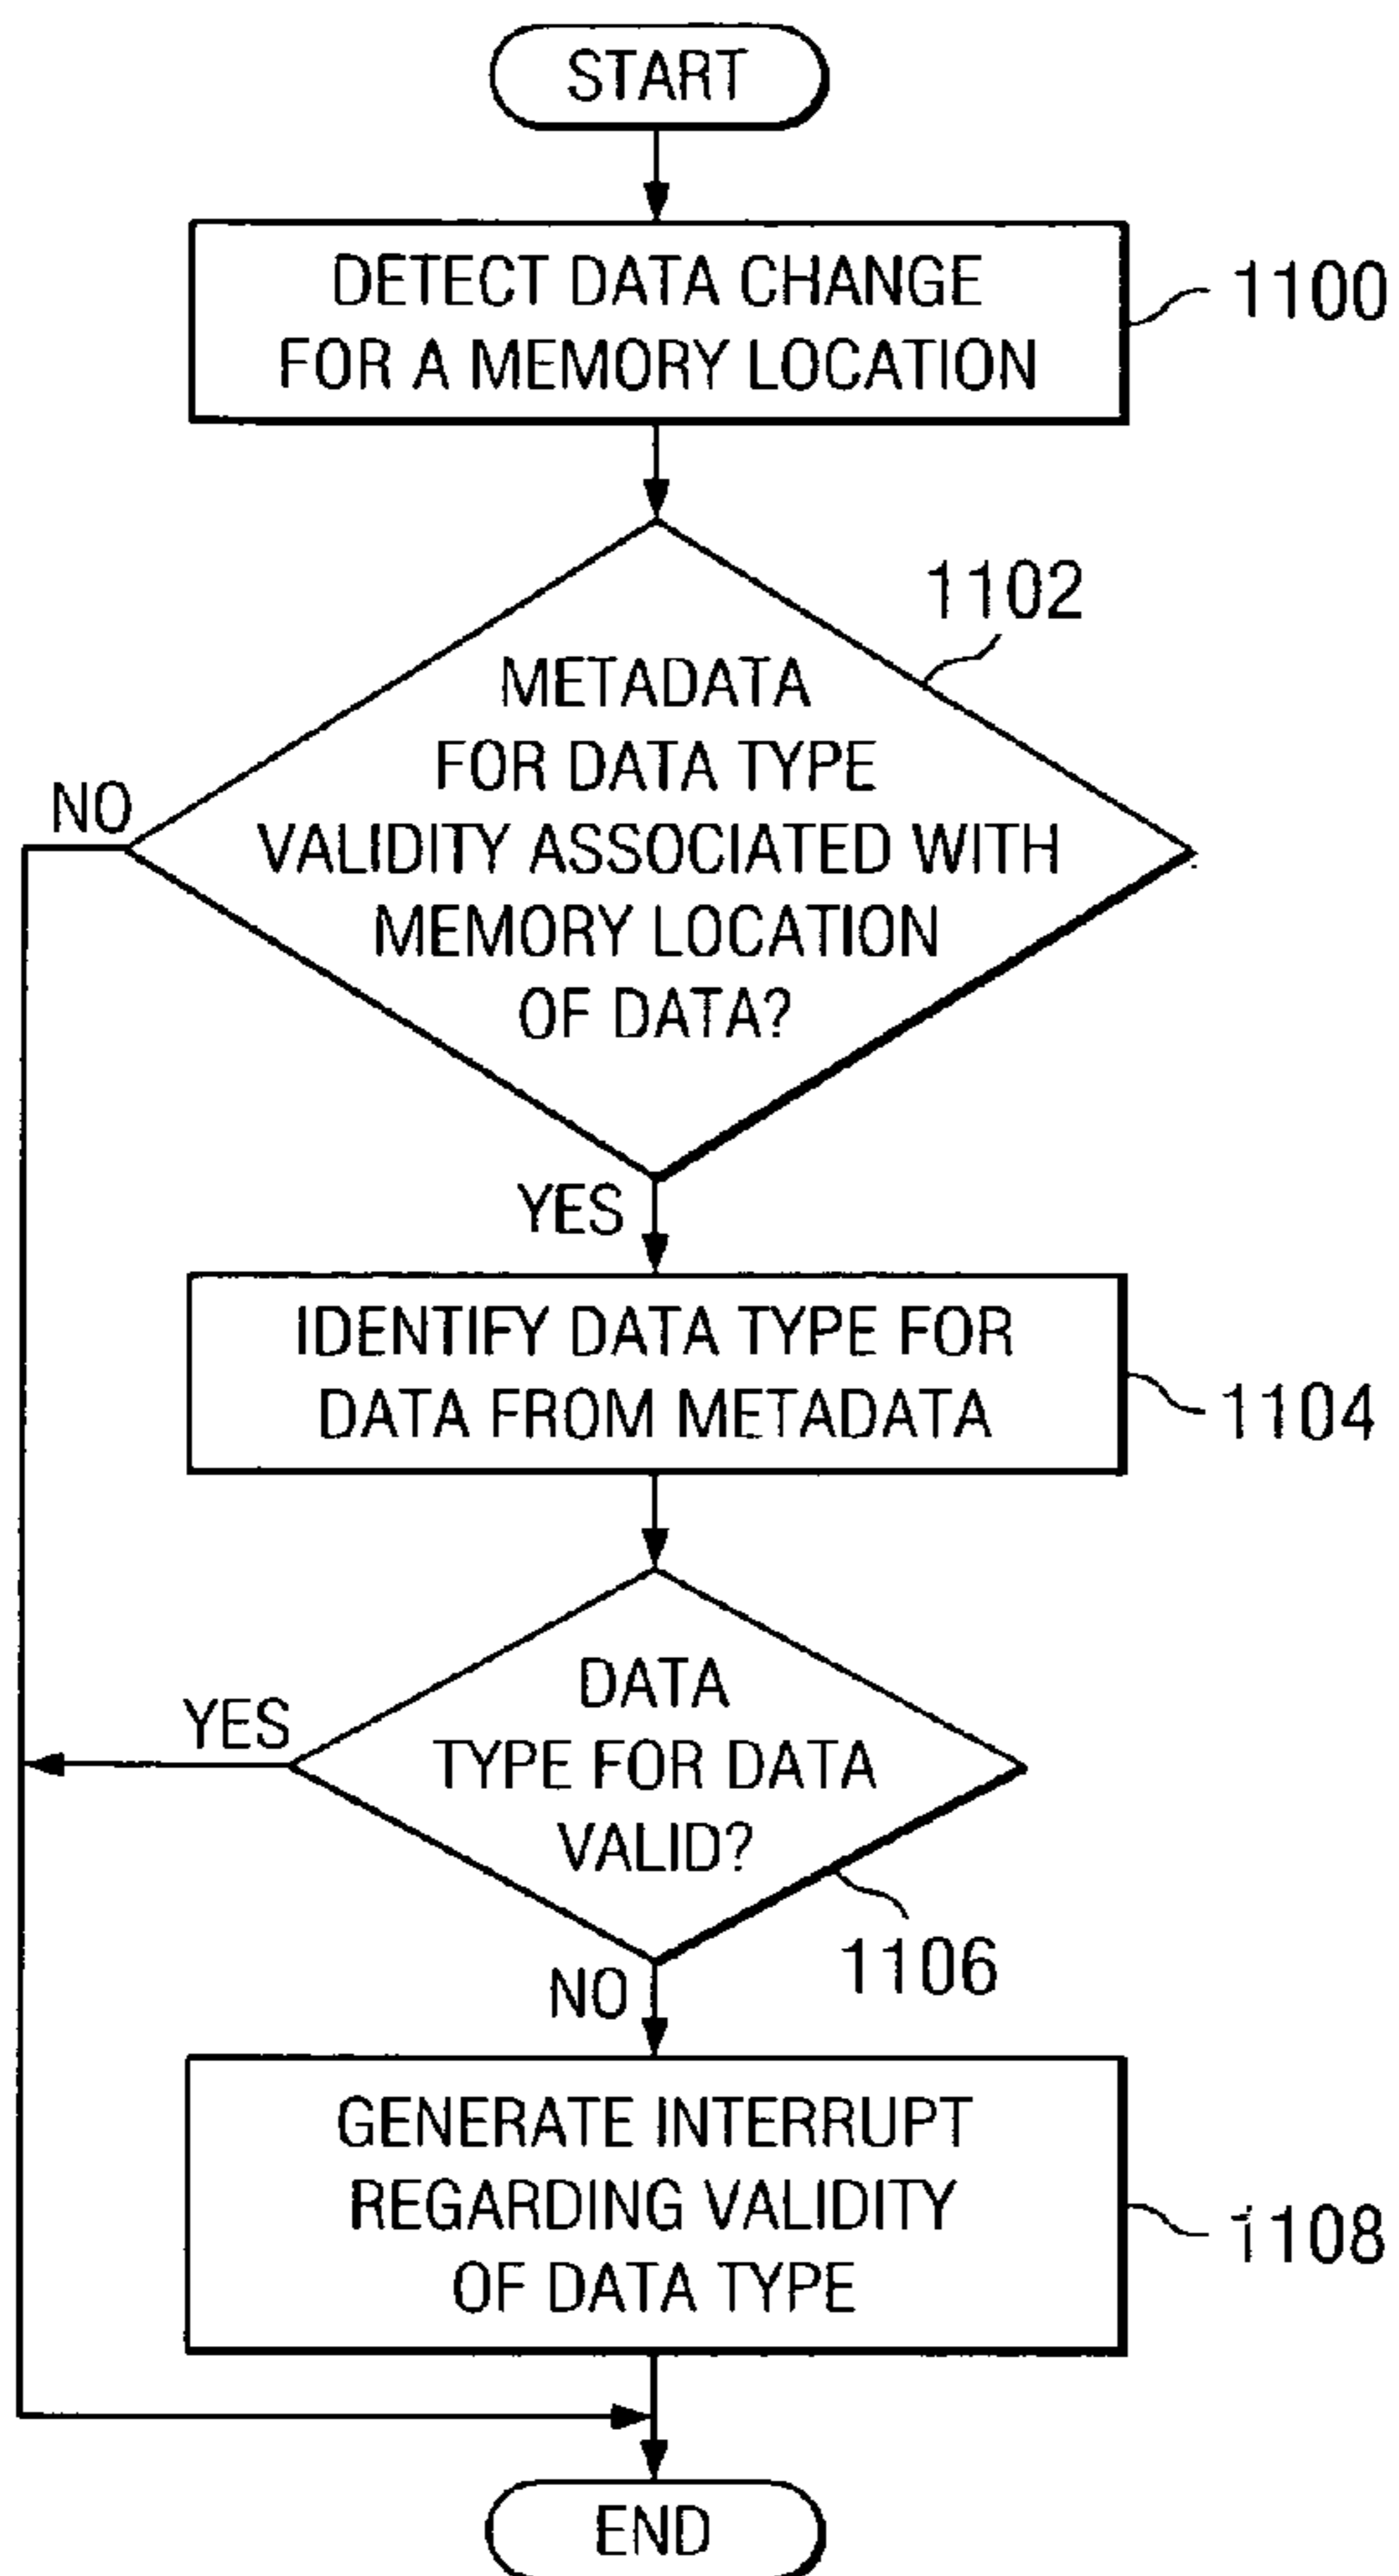 START
DETECT DATA CHANGE
FOR A MEMORY LOCATION
1100
1102
METADATA
FOR DATA TYPE
VALIDITY ASSOCIATED WITH
MEMORY LOCATION
OF DATA?
NO
YES
IDENTIFY DATA TYPE FOR
DATA FROM METADATA
1104
DATA
TYPE FOR DATA
VALID?
YES
1106
NO
GENERATE INTERRUPT
REGARDING VALIDITY
OF DATA TYPE
1108
END